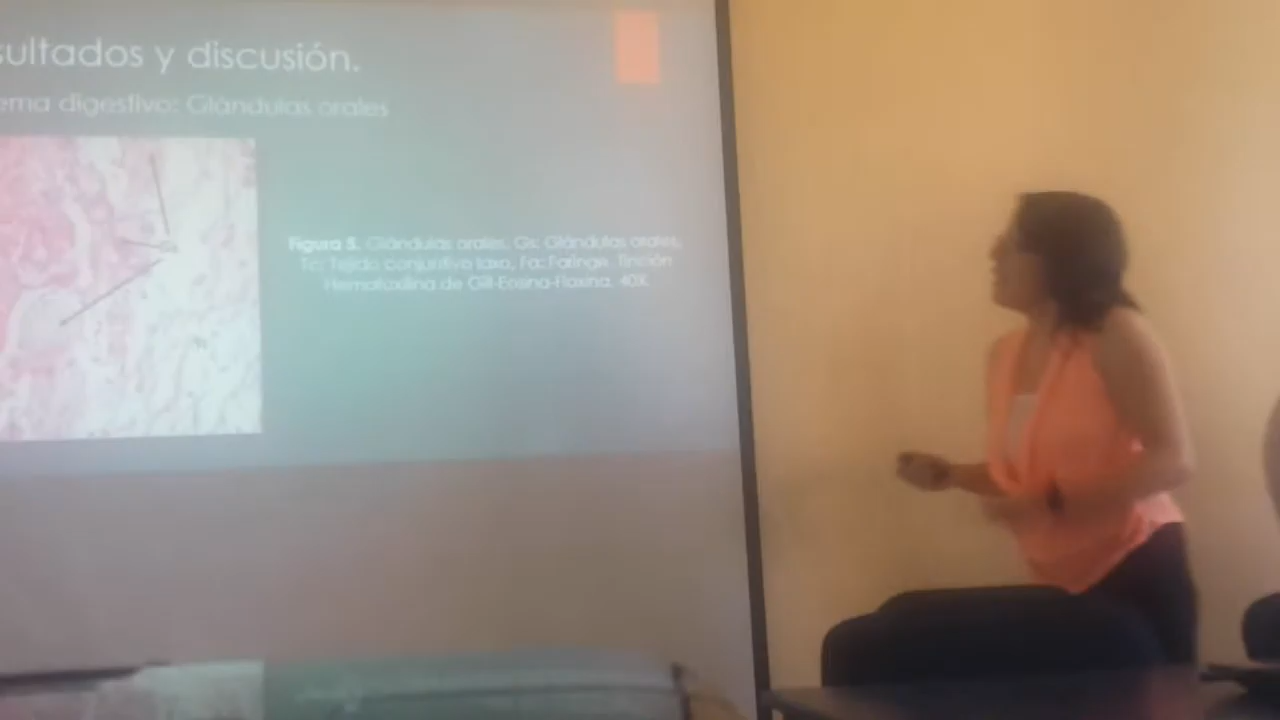 sultados y discusión.
ema digestivo: Glándulas orales
Figura 5. Glándulas orales. Gs: Glándulas orales,
Tc: Tejido conjuntivo laxo, Fa: Faringe. Tinción
Hematoxilina de Gill-Eosina-Floxina. 40X.